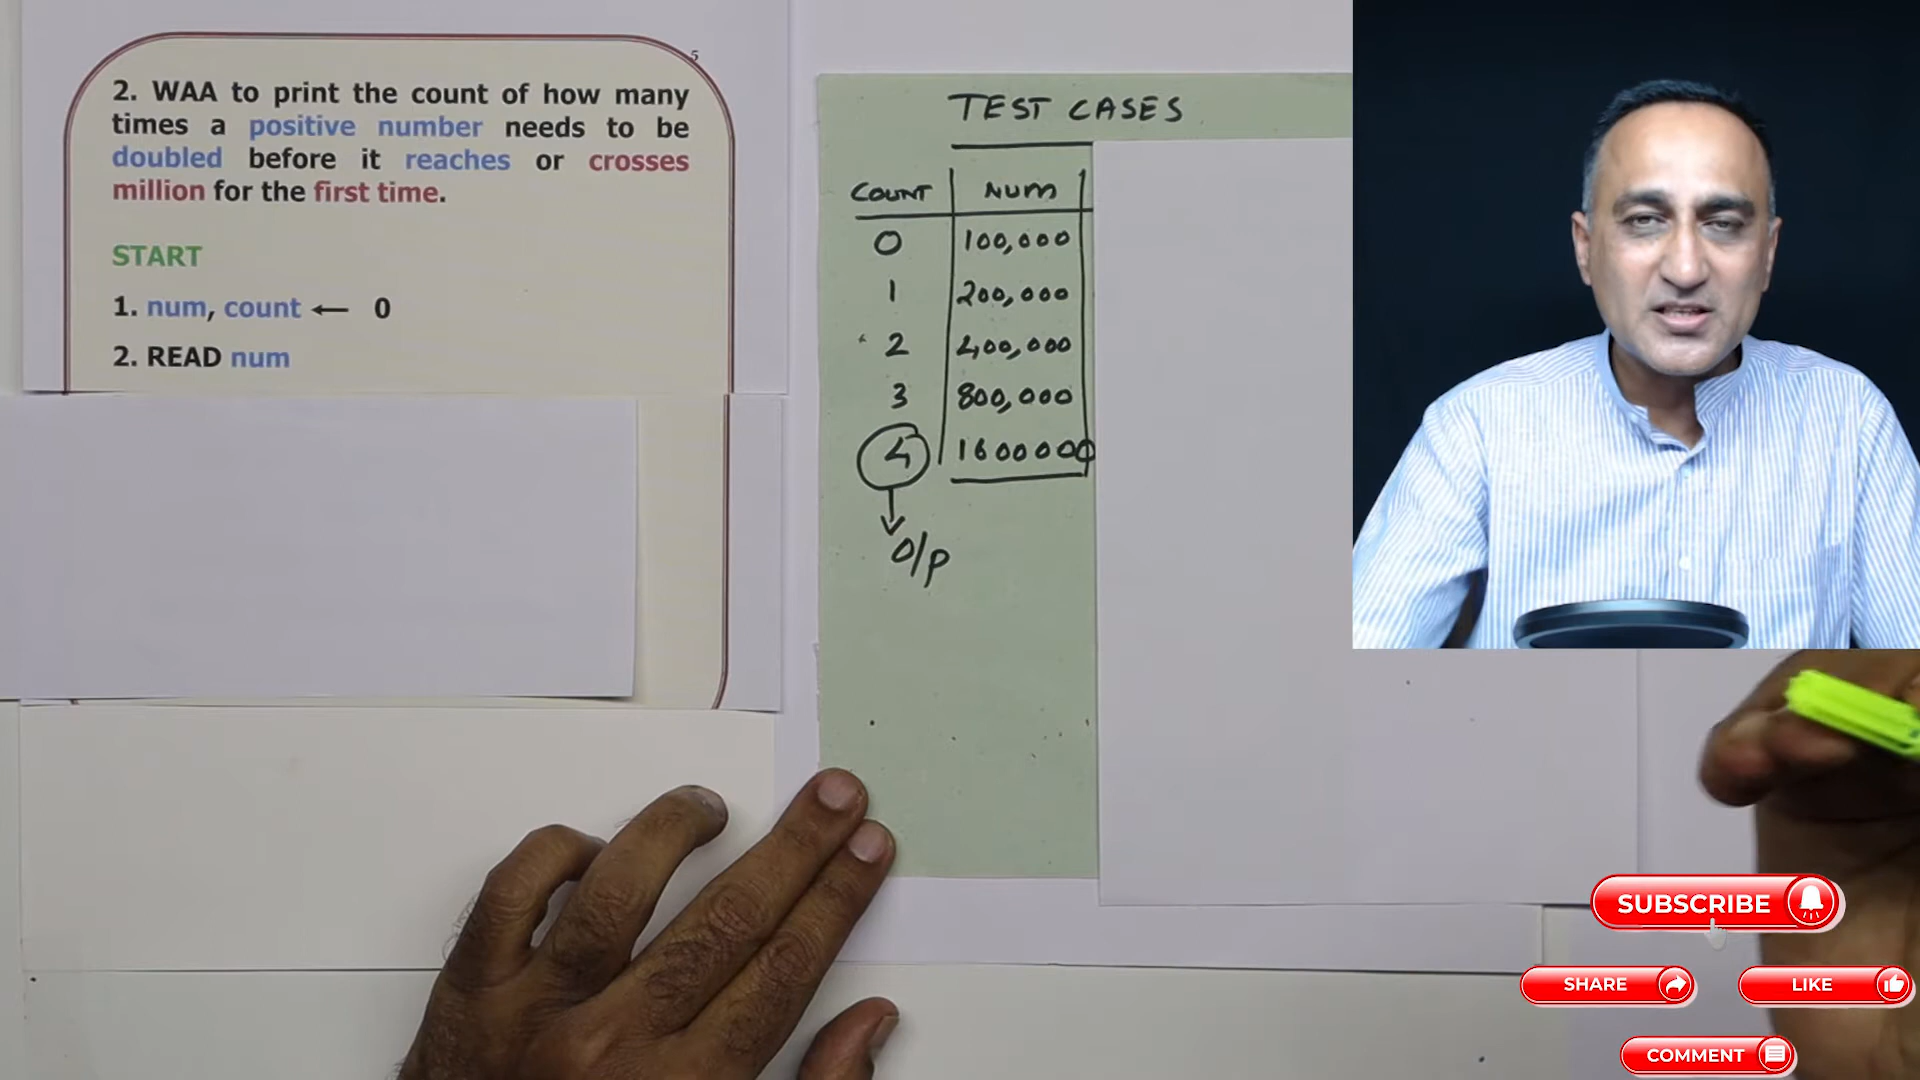 5
2. WAA to print the count of how many
times a positive number needs to be
doubled before it reaches or crosses
million for the first time.
START
1. num, count ← 0
2. READ num
TEST CASES
COUNT NUM
0 100,000
1 200,000
2 400,000
3 800,000
4 1600000
O/P
SUBSCRIBE
SHARE LIKE
COMMENT